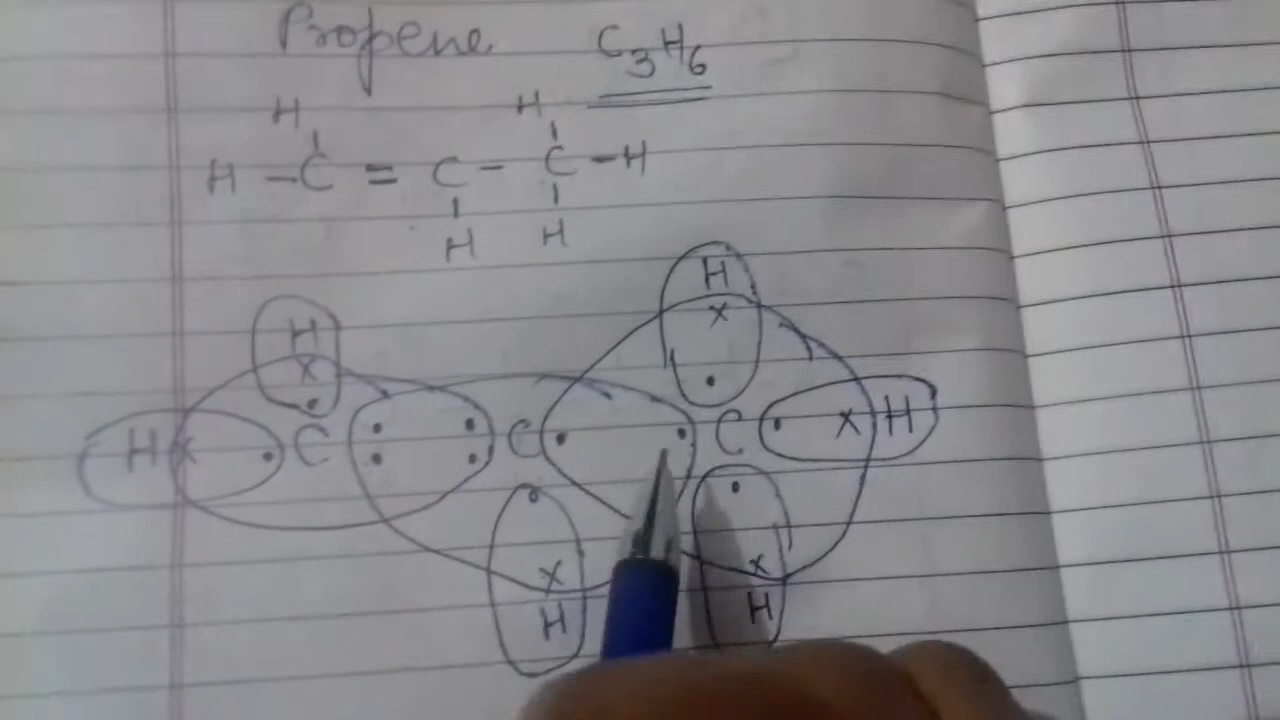 Propene C3H6
H H
H - C = C - C - H
H H
H
H
x
x
H x C C C x H
x x
H H